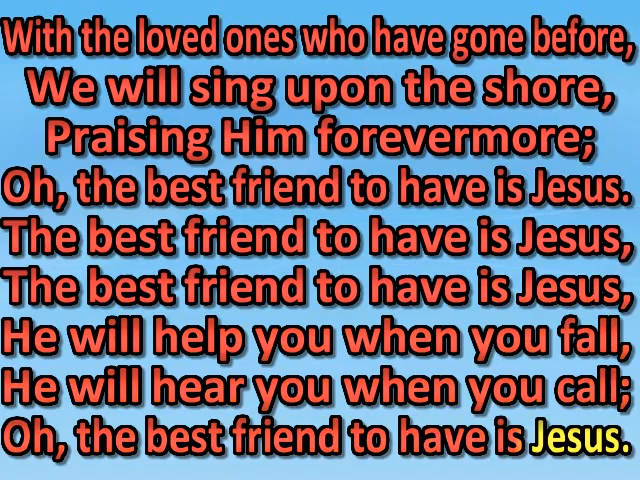 With the loved ones who have gone before,
We will sing upon the shore,
Praising Him forevermore;
Oh, the best friend to have is Jesus.
The best friend to have is Jesus,
The best friend to have is Jesus,
He will help you when you fall,
He will hear you when you call;
Oh, the best friend to have is Jesus.